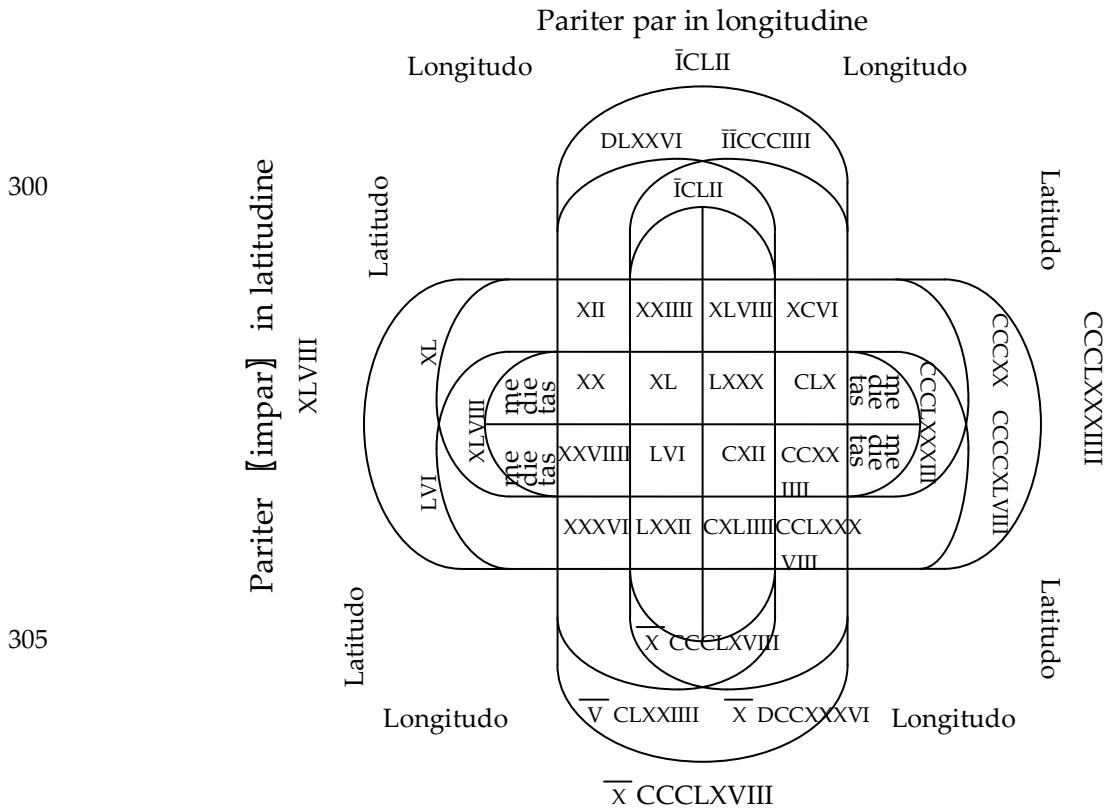 Pariter par in longitudine
Longitudo ĪCLII Longitudo
DLXXVI ĪĪCCCIIII
300
ĪCLII
Latitudo
Latitudo
Pariter ⟦impar⟧ in latitudine
XLVIII
XL
LVI
XLVIII
XII XXIIII XLVIII XCVI
me
die
tas
XX XL LXXX CLX
me
die
tas
me
die
tas
XXVIIII LVI CXII CCXX
IIII
me
die
tas
XXXVI LXXII CXLIIII CCLXXX
VIII
CCCLXXXIIII
CCCXX
CCCCXLVIII
CCCLXXXIIII
305
Latitudo
Latitudo
X̅ CCCLXVIII
Longitudo V̅ CLXXIIII X̅ DCCXXXVI Longitudo
X̅ CCCLXVIII